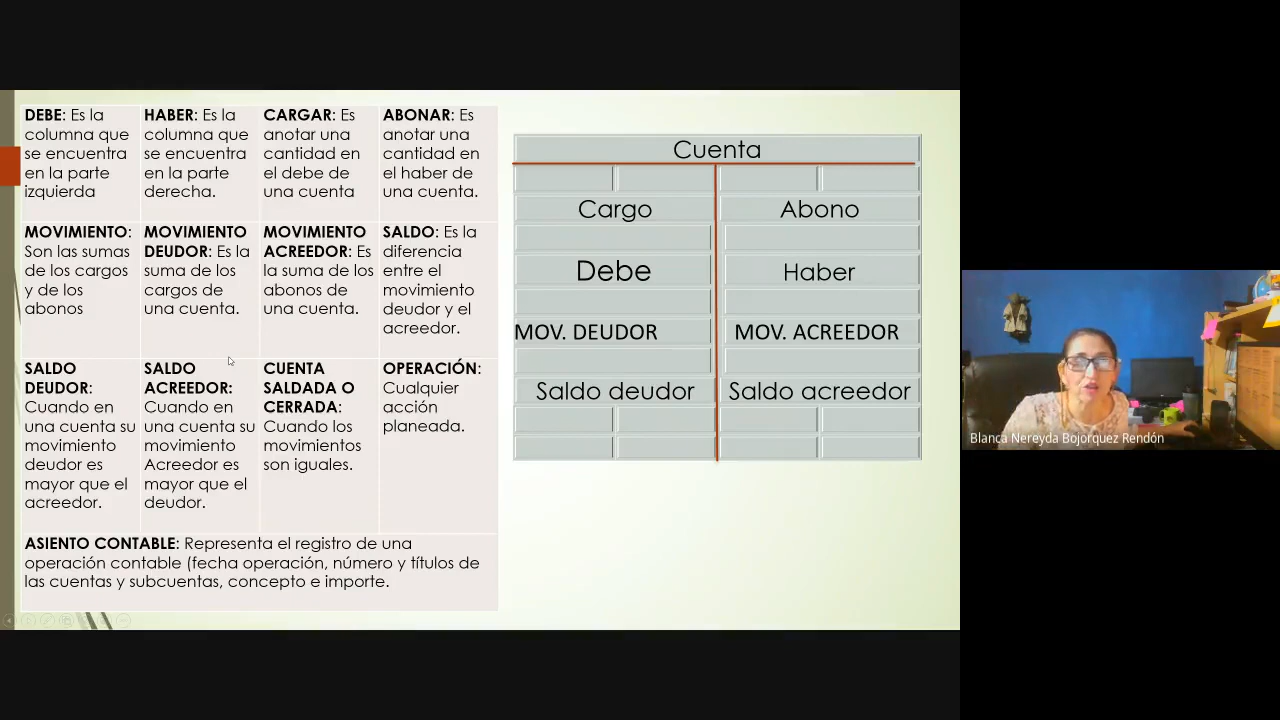 DEBE: Es la
columna que
se encuentra
en la parte
izquierda
HABER: Es la
columna que
se encuentra
en la parte
derecha.
CARGAR: Es
anotar una
cantidad en
el debe de
una cuenta
ABONAR: Es
anotar una
cantidad en
el haber de
una cuenta.
MOVIMIENTO:
Son las sumas
de los cargos
y de los
abonos
MOVIMIENTO
DEUDOR: Es la
suma de los
cargos de
una cuenta.
MOVIMIENTO
ACREEDOR: Es
la suma de los
abonos de
una cuenta.
SALDO: Es la
diferencia
entre el
movimiento
deudor y el
acreedor.
SALDO
DEUDOR:
Cuando en
una cuenta su
movimiento
deudor es
mayor que el
acreedor.
SALDO
ACREEDOR:
Cuando en
una cuenta su
movimiento
Acreedor es
mayor que el
deudor.
CUENTA
SALDADA O
CERRADA:
Cuando los
movimientos
son iguales.
OPERACIÓN:
Cualquier
acción
planeada.
ASIENTO CONTABLE: Representa el registro de una
operación contable (fecha operación, número y títulos de
las cuentas y subcuentas, concepto e importe.
Cuenta
Cargo Abono
Debe Haber
MOV. DEUDOR MOV. ACREEDOR
Saldo deudor Saldo acreedor
Blanca Nereyda Bojorquez Rendón